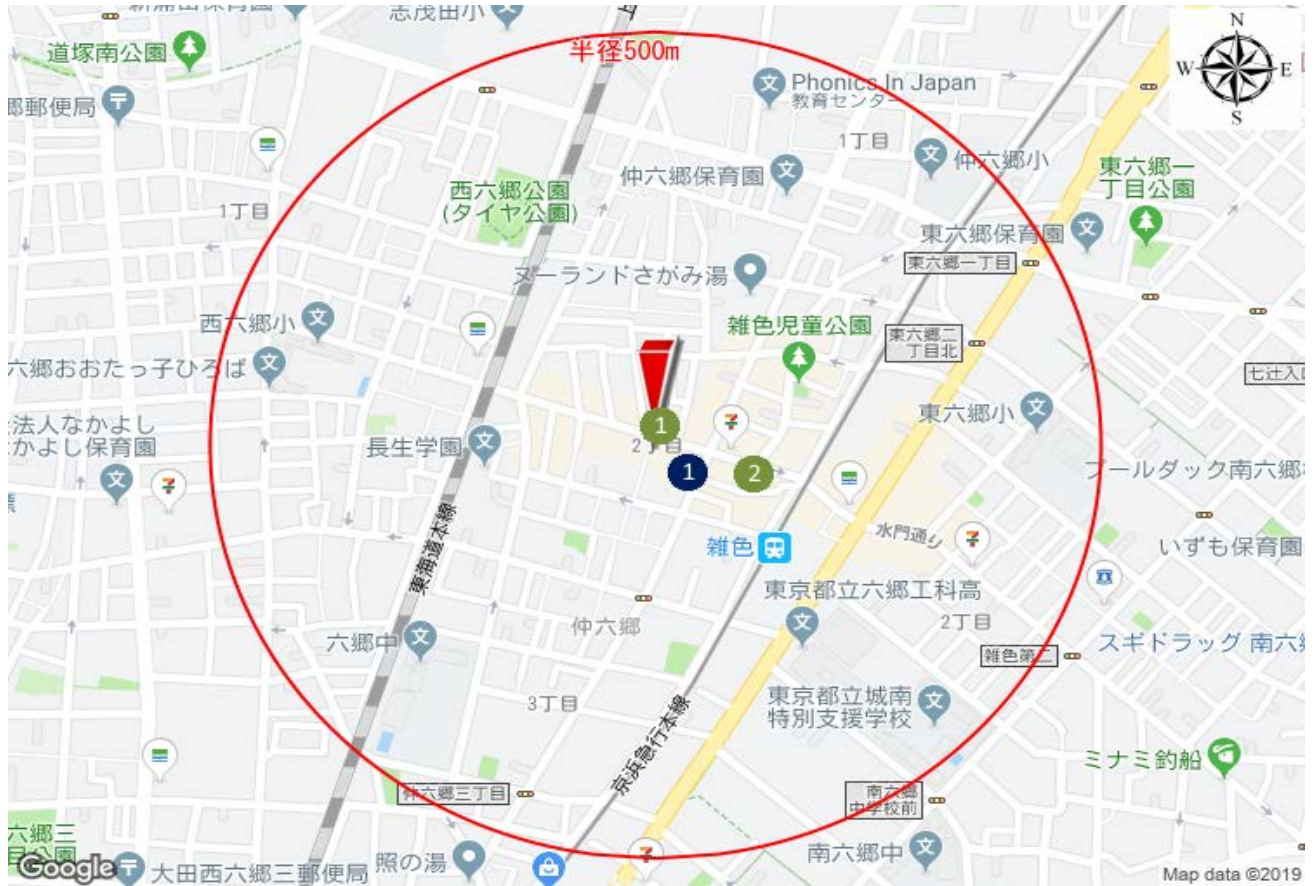 新蒲田保育園
志茂田小
半径500m
N
W
E
S
道塚南公園
Phonics In Japan
教育センター
郷郵便局
1丁目
仲六郷小
仲六郷保育園
東六郷一
丁目公園
西六郷公園
(タイヤ公園)
1丁目
東六郷保育園
東六郷一丁目
ヌーランドさがみ湯
西六郷小
雑色児童公園
東六郷二
丁目北
六郷おおたっ子ひろば
七辻入口
東六郷小
法人なかよし
なかよし保育園
長生学園
2丁目
1
1
2
プールダック南六郷
東海道本線
水門通り
雑色
いずも保育園
東京都立六郷工科高
仲六郷
2丁目
六郷中
雑色第二
スギドラッグ 南六郷
3丁目
東京都立城南
特別支援学校
京浜急行本線
ミナミ釣船
仲六郷三丁目
南六郷
中学校前
六郷三
目公園
Google
大田西六郷三郵便局
照の湯
南六郷中
Map data ©2019